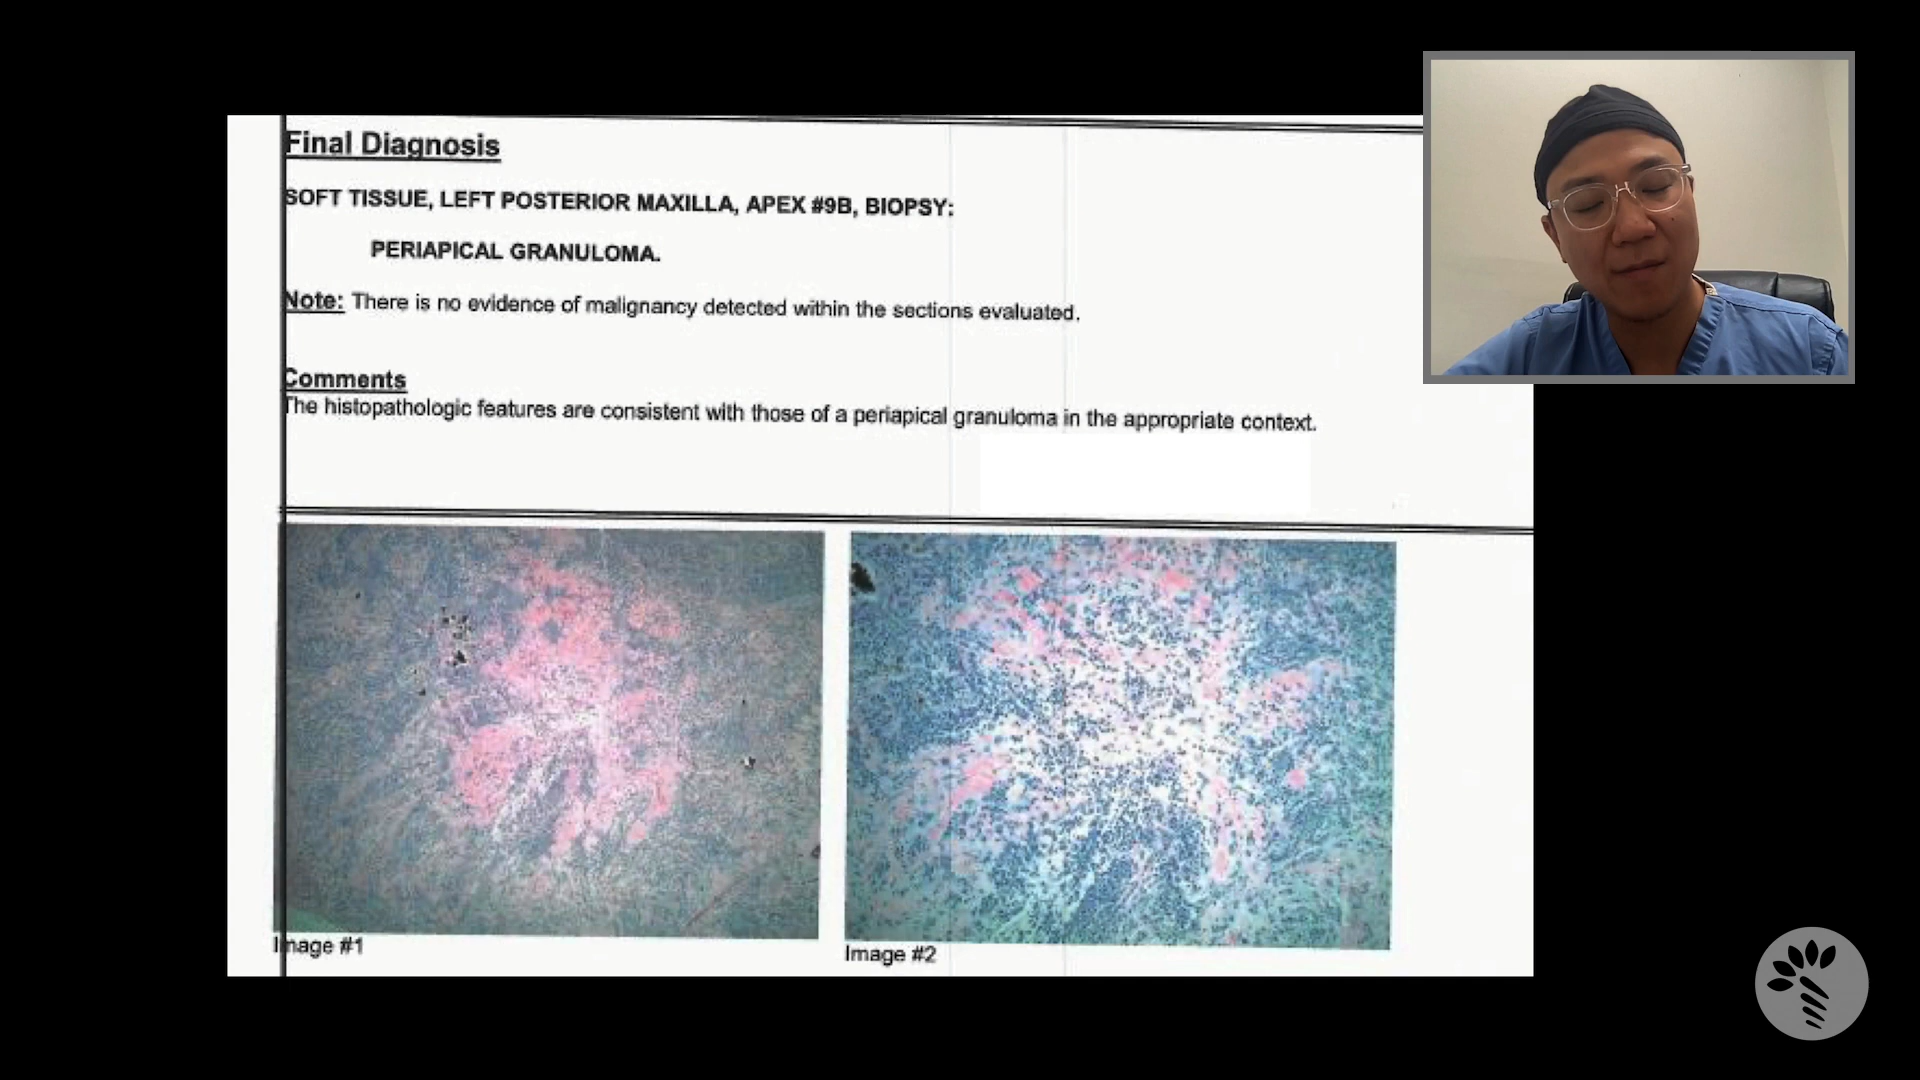 Final Diagnosis
SOFT TISSUE, LEFT POSTERIOR MAXILLA, APEX #9B, BIOPSY:
PERIAPICAL GRANULOMA.
Note: There is no evidence of malignancy detected within the sections evaluated.
Comments
The histopathologic features are consistent with those of a periapical granuloma in the appropriate context.
Image #1
Image #2